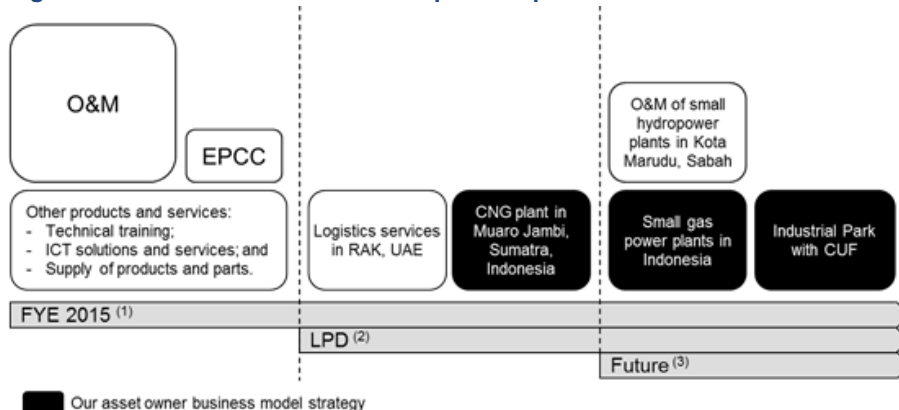 O&M
EPCC
Other products and services:
- Technical training;
- ICT solutions and services; and
- Supply of products and parts.
Logistics services
in RAK, UAE
CNG plant in
Muaro Jambi,
Sumatra,
Indonesia
O&M of small
hydropower
plants in Kota
Marudu, Sabah
Small gas
power plants in
Indonesia
Industrial Park
with CUF
FYE 2015 (1)
LPD (2)
Future (3)
Our asset owner business model strategy